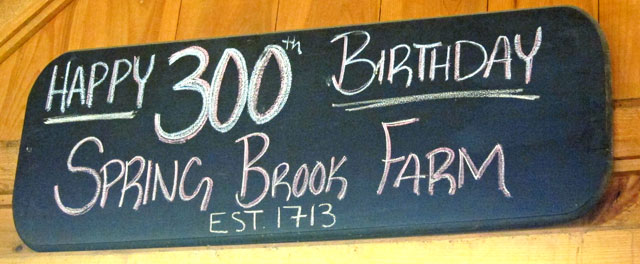 Happy 300th Birthday
Spring Brook Farm
EST. 1713